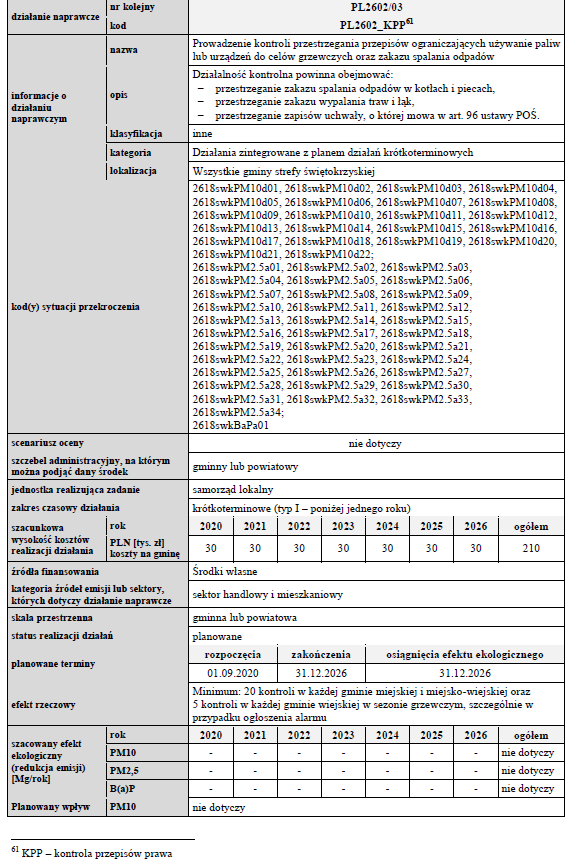 działanie naprawcze
nr kolejny
PL2602/03
kod
PL2602_KPP61
informacje o
działaniu
naprawczym
nazwa
Prowadzenie kontroli przestrzegania przepisów ograniczających używanie paliw
lub urządzeń do celów grzewczych oraz zakazu spalania odpadów
opis
Działalność kontrolna powinna obejmować:
– przestrzeganie zakazu spalania odpadów w kotłach i piecach,
– przestrzeganie zakazu wypalania traw i łąk,
– przestrzeganie zapisów uchwały, o której mowa w art. 96 ustawy POŚ.
klasyfikacja
inne
kategoria
Działania zintegrowane z planem działań krótkoterminowych
lokalizacja
Wszystkie gminy strefy świętokrzyskiej
kod(y) sytuacji przekroczenia
2618swkPM10d01, 2618swkPM10d02, 2618swkPM10d03, 2618swkPM10d04,
2618swkPM10d05, 2618swkPM10d06, 2618swkPM10d07, 2618swkPM10d08,
2618swkPM10d09, 2618swkPM10d10, 2618swkPM10d11, 2618swkPM10d12,
2618swkPM10d13, 2618swkPM10d14, 2618swkPM10d15, 2618swkPM10d16,
2618swkPM10d17, 2618swkPM10d18, 2618swkPM10d19, 2618swkPM10d20,
2618swkPM10d21, 2618swkPM10d22;
2618swkPM2.5a01, 2618swkPM2.5a02, 2618swkPM2.5a03,
2618swkPM2.5a04, 2618swkPM2.5a05, 2618swkPM2.5a06,
2618swkPM2.5a07, 2618swkPM2.5a08, 2618swkPM2.5a09,
2618swkPM2.5a10, 2618swkPM2.5a11, 2618swkPM2.5a12,
2618swkPM2.5a13, 2618swkPM2.5a14, 2618swkPM2.5a15,
2618swkPM2.5a16, 2618swkPM2.5a17, 2618swkPM2.5a18,
2618swkPM2.5a19, 2618swkPM2.5a20, 2618swkPM2.5a21,
2618swkPM2.5a22, 2618swkPM2.5a23, 2618swkPM2.5a24,
2618swkPM2.5a25, 2618swkPM2.5a26, 2618swkPM2.5a27,
2618swkPM2.5a28, 2618swkPM2.5a29, 2618swkPM2.5a30,
2618swkPM2.5a31, 2618swkPM2.5a32, 2618swkPM2.5a33,
2618swkPM2.5a34;
2618swkBaPa01
scenariusz oceny
nie dotyczy
szczebel administracyjny, na którym
można podjąć dany środek
gminny lub powiatowy
jednostka realizująca zadanie
samorząd lokalny
zakres czasowy działania
krótkoterminowe (typ I – poniżej jednego roku)
szacunkowa
wysokość kosztów
realizacji działania
rok
2020 2021 2022 2023 2024 2025 2026 ogółem
PLN [tys. zł]
koszty na gminę
30 30 30 30 30 30 30 210
źródła finansowania
Środki własne
kategoria źródeł emisji lub sektory,
których dotyczy działanie naprawcze
sektor handlowy i mieszkaniowy
skala przestrzenna
gminna lub powiatowa
status realizacji działań
planowane
planowane terminy
rozpoczęcia zakończenia osiągnięcia efektu ekologicznego
01.09.2020 31.12.2026 31.12.2026
efekt rzeczowy
Minimum: 20 kontroli w każdej gminie miejskiej i miejsko-wiejskiej oraz
5 kontroli w każdej gminie wiejskiej w sezonie grzewczym, szczególnie w
przypadku ogłoszenia alarmu
szacowany efekt
ekologiczny
(redukcja emisji)
[Mg/rok]
rok
2020 2021 2022 2023 2024 2025 2026 ogółem
PM10
- - - - - - - nie dotyczy
PM2,5
- - - - - - - nie dotyczy
B(a)P
- - - - - - - nie dotyczy
Planowany wpływ
PM10
nie dotyczy
61 KPP – kontrola przepisów prawa